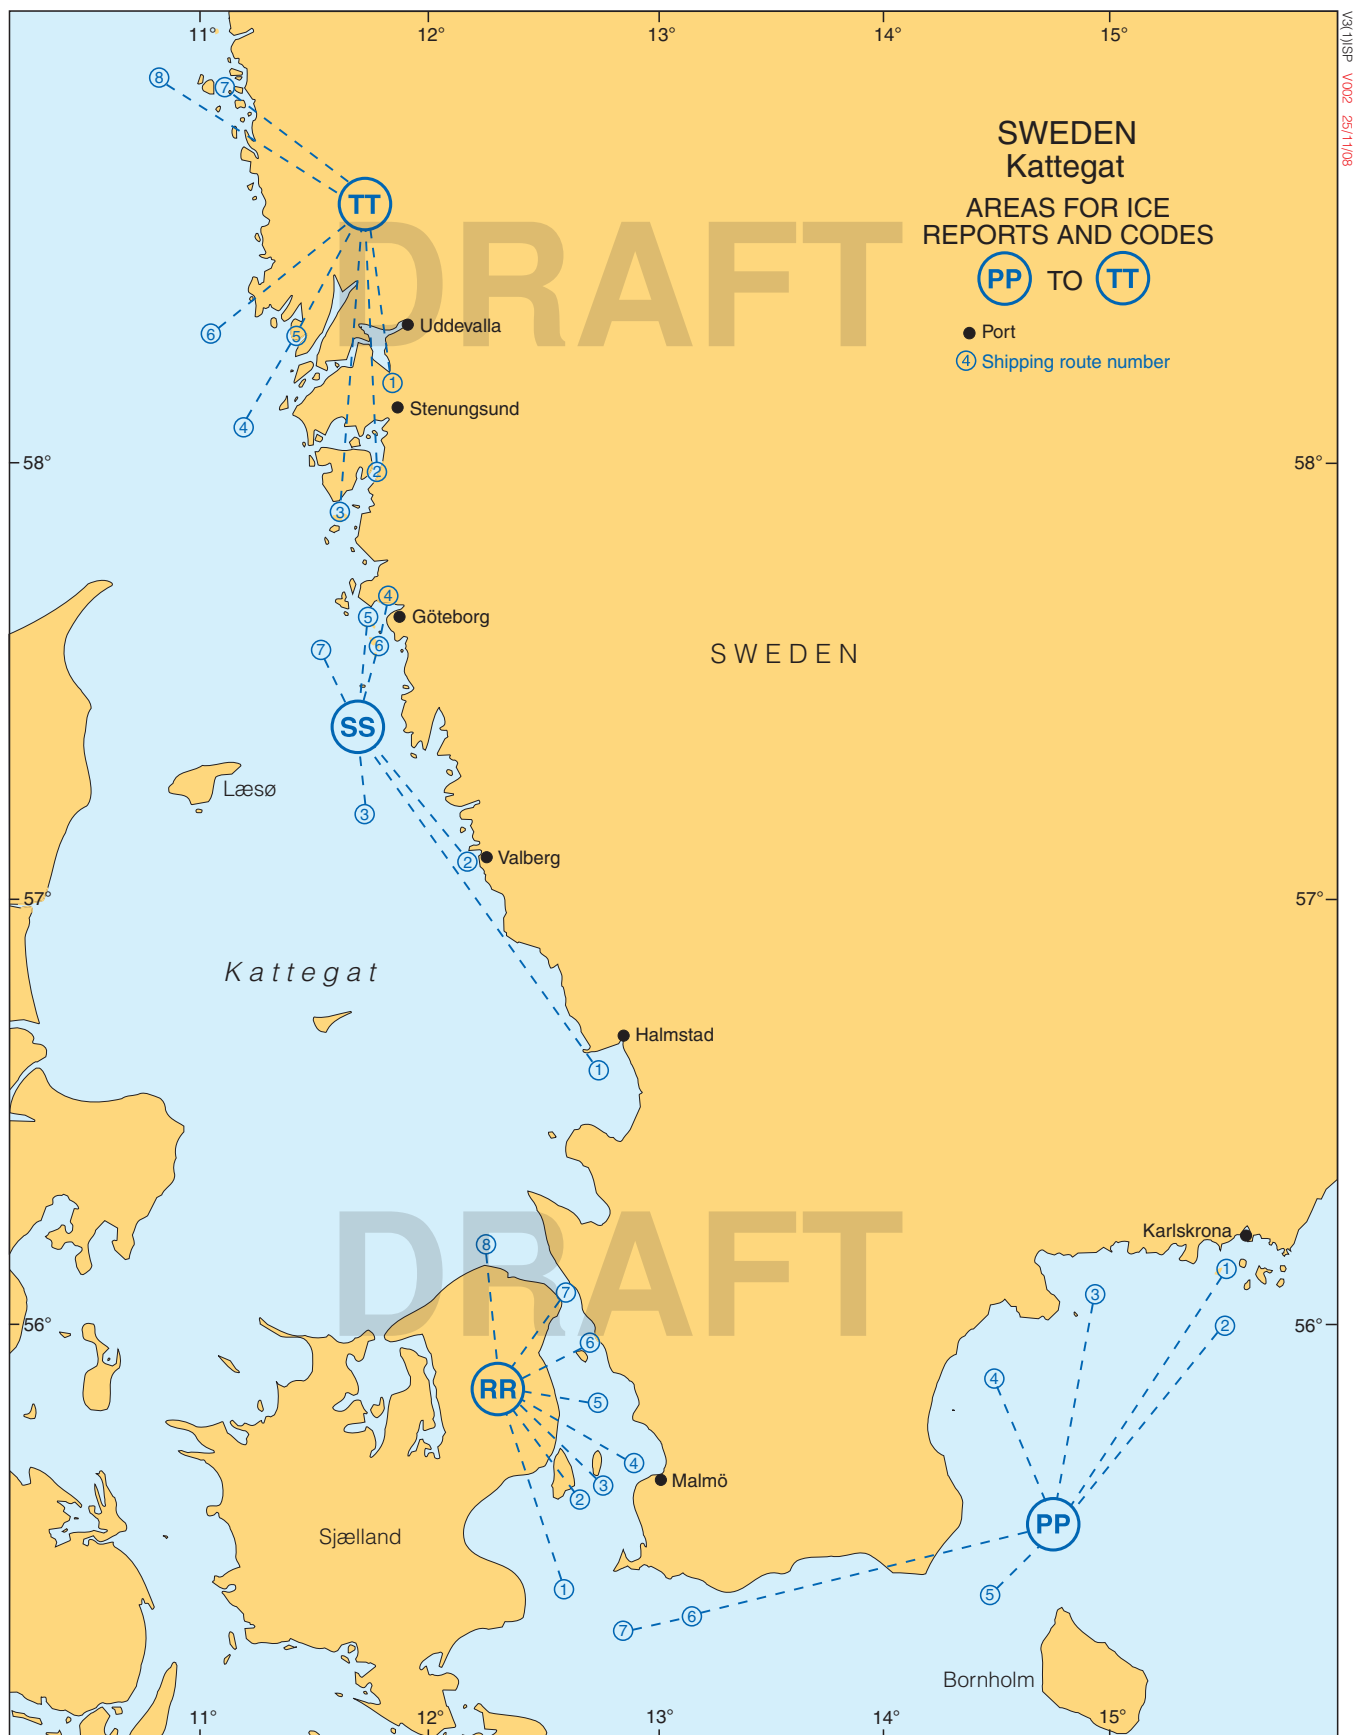 11°
12°
13°
14°
15°
V3(1)ISP V002 25/11/08
8
7
SWEDEN
Kattegat
AREAS FOR ICE
REPORTS AND CODES
PP TO TT
Port
4 Shipping route number
TT
DRAFT
6
5
Uddevalla
1
Stenungsund
4
58°
58°
2
3
4
5
Göteborg
6
7
SWEDEN
SS
Læsø
3
2
Valberg
57°
57°
Kattegat
Halmstad
1
DRAFT
Karlskrona
8
1
7
3
56°
56°
2
6
4
RR
5
4
Malmö
3
2
PP
Sjælland
1
5
6
7
Bornholm
11°
12°
13°
14°
15°